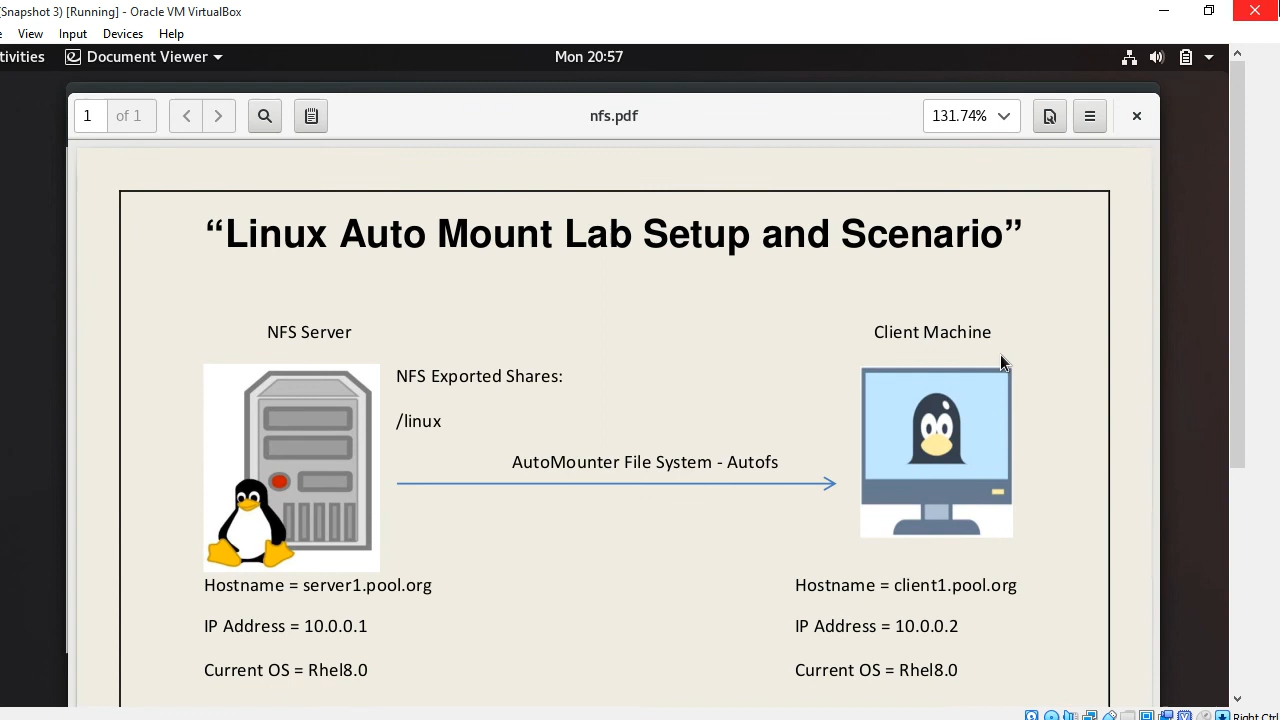 (Snapshot 3) [Running] - Oracle VM VirtualBox
View Input Devices Help
tivities Document Viewer Mon 20:57
1 of 1 nfs.pdf 131.74%
“Linux Auto Mount Lab Setup and Scenario”
NFS Server Client Machine
NFS Exported Shares:
/linux
AutoMounter File System - Autofs
Hostname = server1.pool.org Hostname = client1.pool.org
IP Address = 10.0.0.1 IP Address = 10.0.0.2
Current OS = Rhel8.0 Current OS = Rhel8.0
Right Ctrl